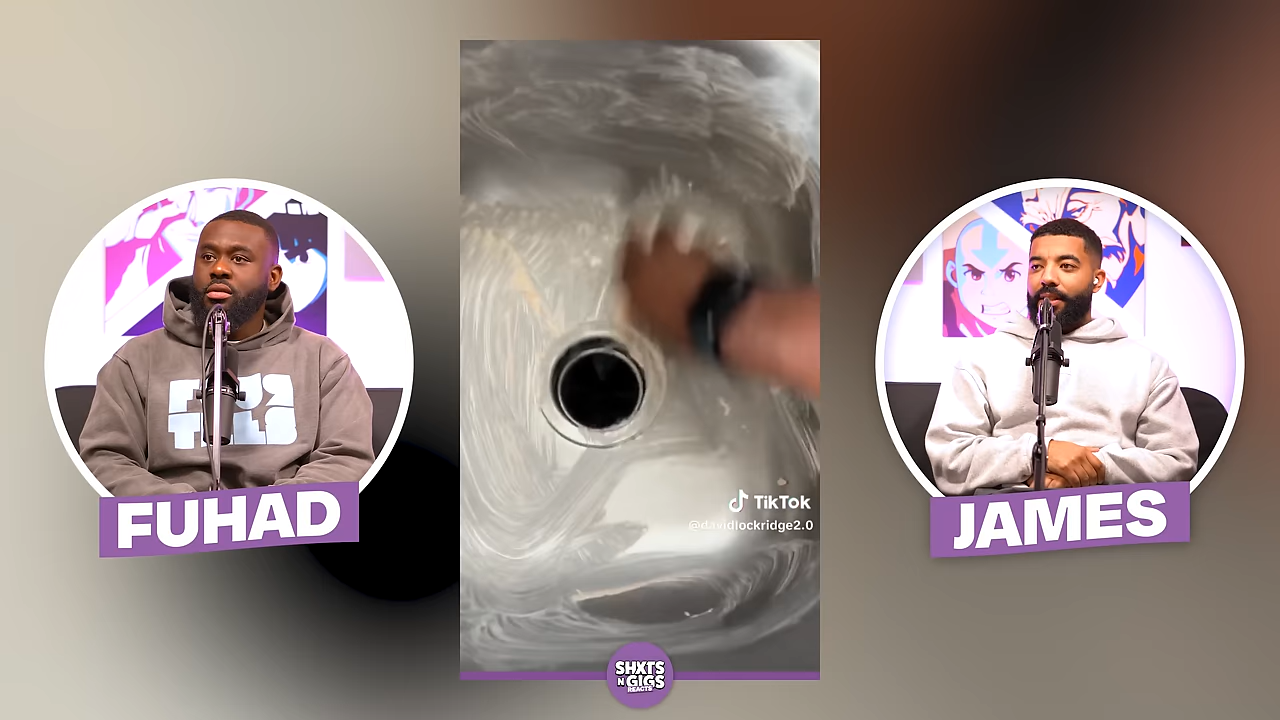 TikTok
@davidlockridge2.0
FUHAD
JAMES
SHXTS
N GIGS
REACTS